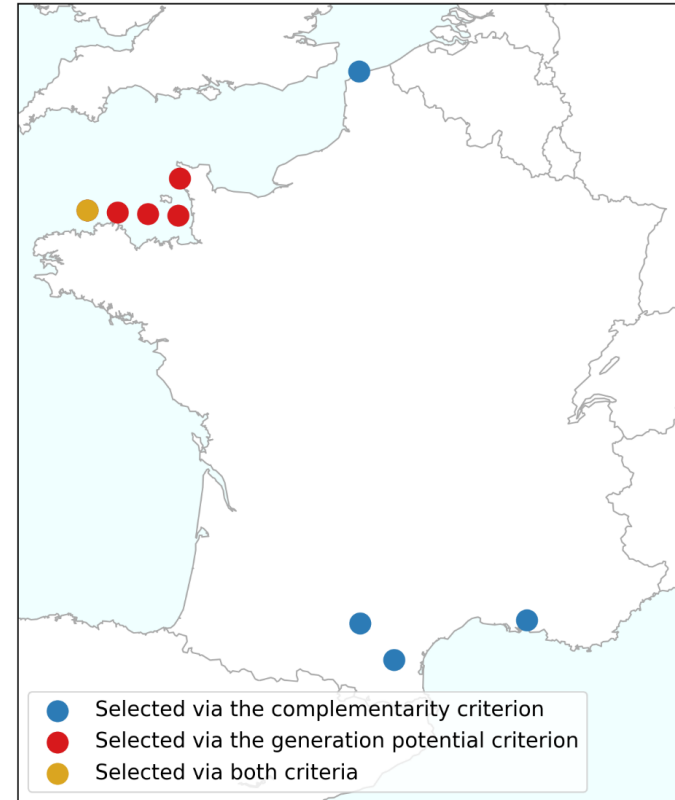 Selected via the complementarity criterion
Selected via the generation potential criterion
Selected via both criteria